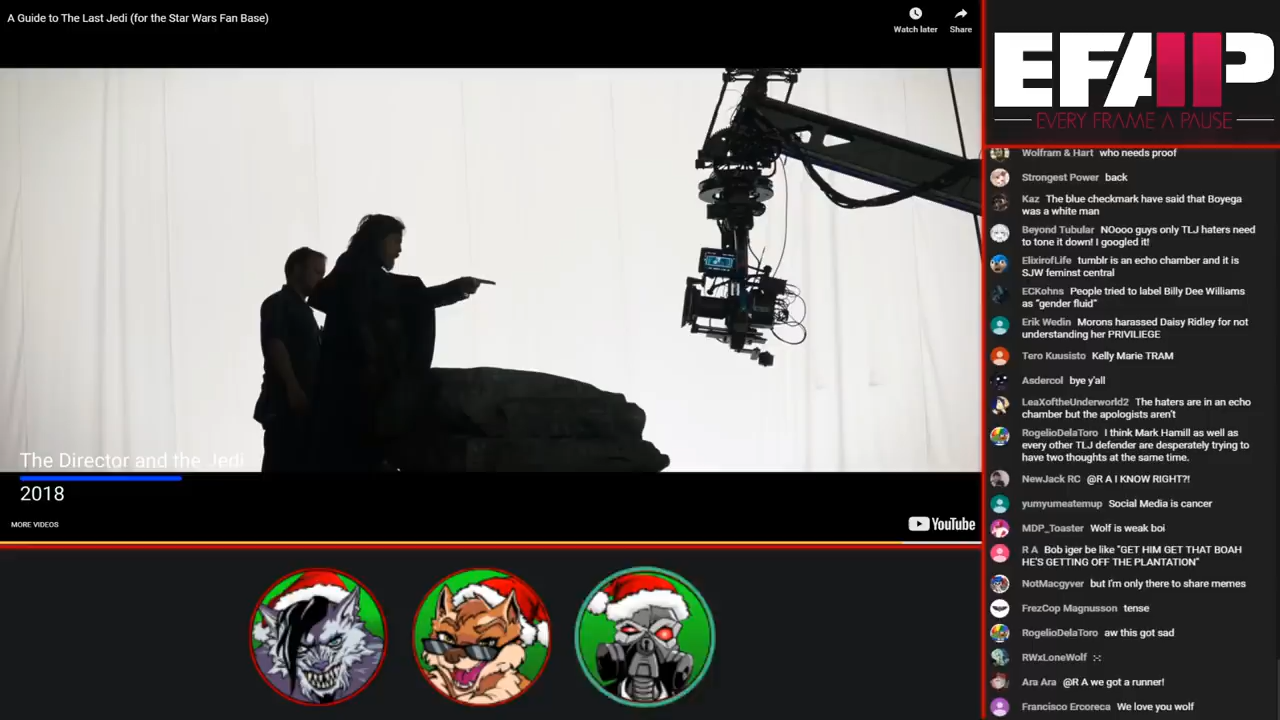 A Guide to The Last Jedi (for the Star Wars Fan Base)
Watch later
Share
The Director and the Jedi
2018
MORE VIDEOS
YouTube
EFAP
EVERY FRAME A PAUSE
Wolfram & Hart who needs proof
Strongest Power back
Kaz The blue checkmark have said that Boyega
was a white man
Beyond Tubular NOooo guys only TLJ haters need
to tone it down! I googled it!
ElixirofLife tumblr is an echo chamber and it is
SJW feminst central
ECKohns People tried to label Billy Dee Williams
as "gender fluid"
Erik Wedin Morons harassed Daisy Ridley for not
understanding her PRIVILIEGE
Tero Kuusisto Kelly Marie TRAM
Asdercol bye y'all
LeaXoftheUnderworld2 The haters are in an echo
chamber but the apologists aren't
RogelioDelaToro I think Mark Hamill as well as
every other TLJ defender are desperately trying to
have two thoughts at the same time.
NewJack RC @R A I KNOW RIGHT?!
yumyumeatemup Social Media is cancer
MDP_Toaster Wolf is weak boi
R A Bob iger be like "GET HIM GET THAT BOAH
HE'S GETTING OFF THE PLANTATION"
NotMacgyver but I'm only there to share memes
FrezCop Magnusson tense
RogelioDelaToro aw this got sad
RWxLoneWolf :-:
Ara Ara @R A we got a runner!
Francisco Ercoreca We love you wolf